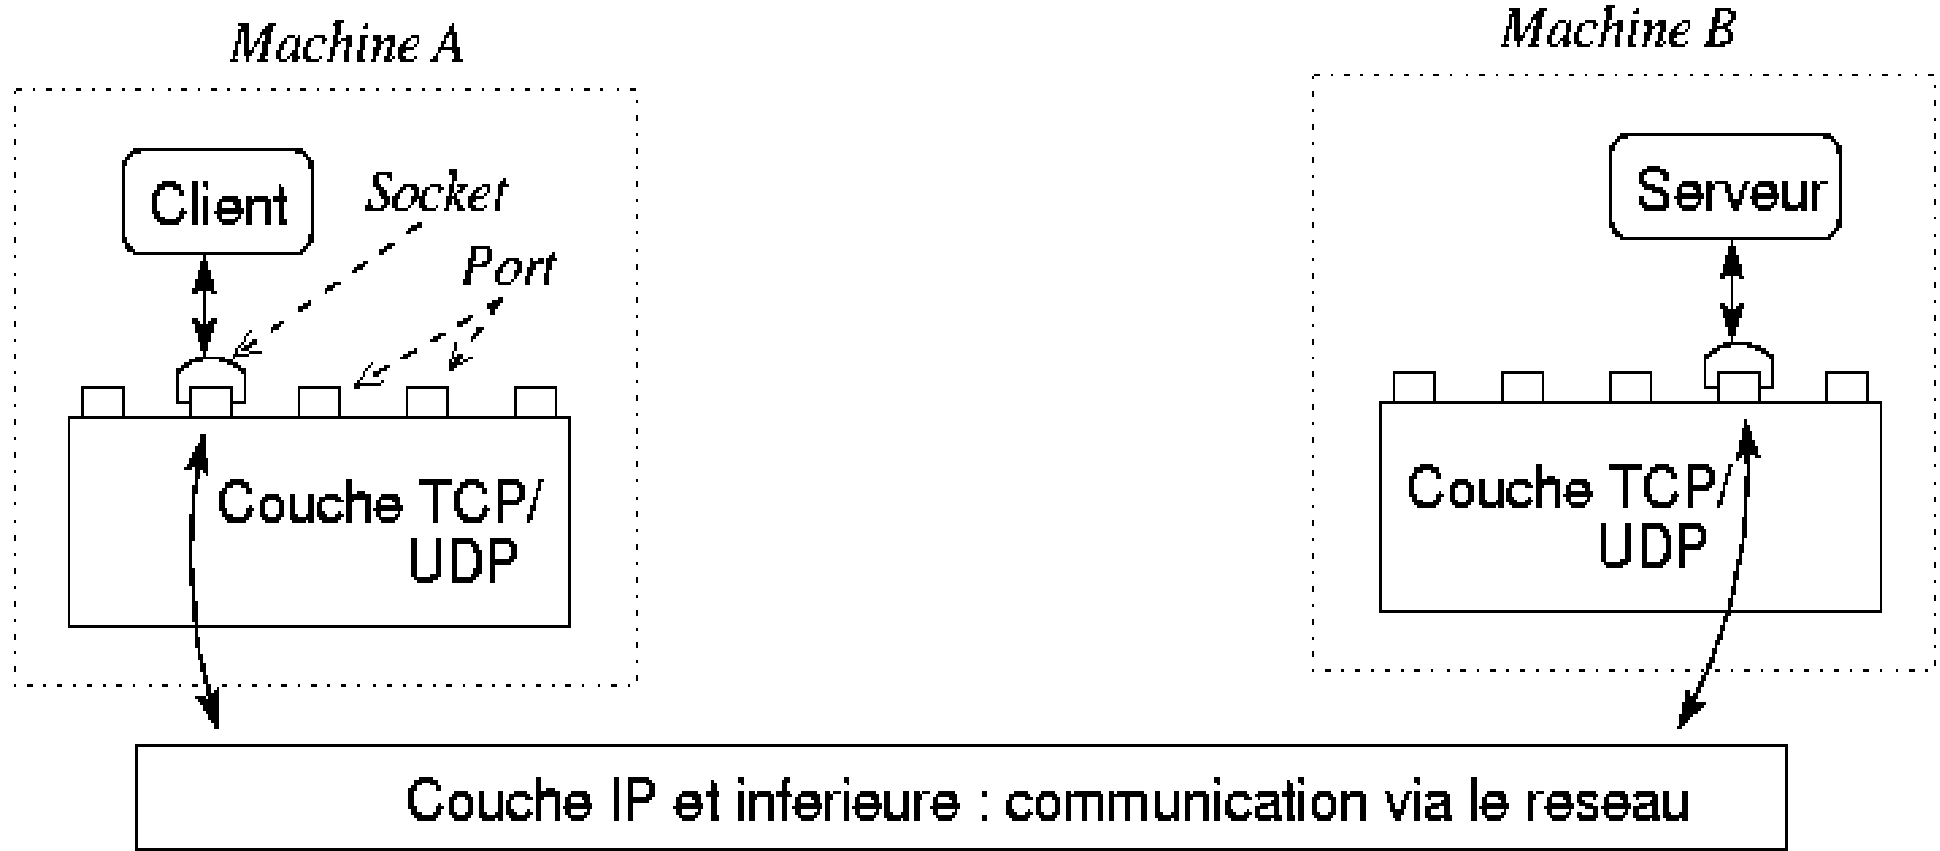 Machine A
Machine B
Client
Socket
Port
Serveur
Couche TCP/
UDP
Couche TCP/
UDP
Couche IP et inferieure : communication via le reseau